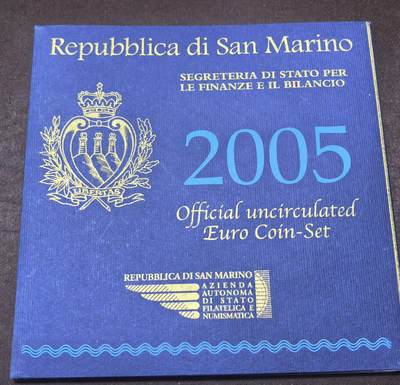 Repubblica di San Marino
SEGRETERIA DI STATO PER
LE FINANZE E IL BILANCIO
LIBERTAS
2005
Official uncirculated
Euro Coin-Set
REPUBBLICA DI SAN MARINO
AZIENDA
AUTONOMA
DI STATO
FILATELICA E
NUMISMATICA